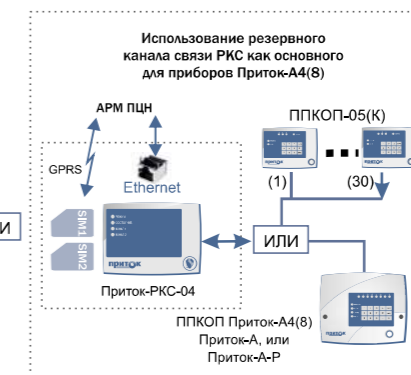 Использование резервного
канала связи РКС как основного
для приборов Приток-А4(8)
АРМ ПЦН
ППКОП-05(К)
GPRS
Ethernet
(1)
(30)
SIM1
SIM2
ПРИТОК
ИЛИ
Приток-РКС-04
ППКОП Приток-А4(8)
Приток-А, или
Приток-А-Р